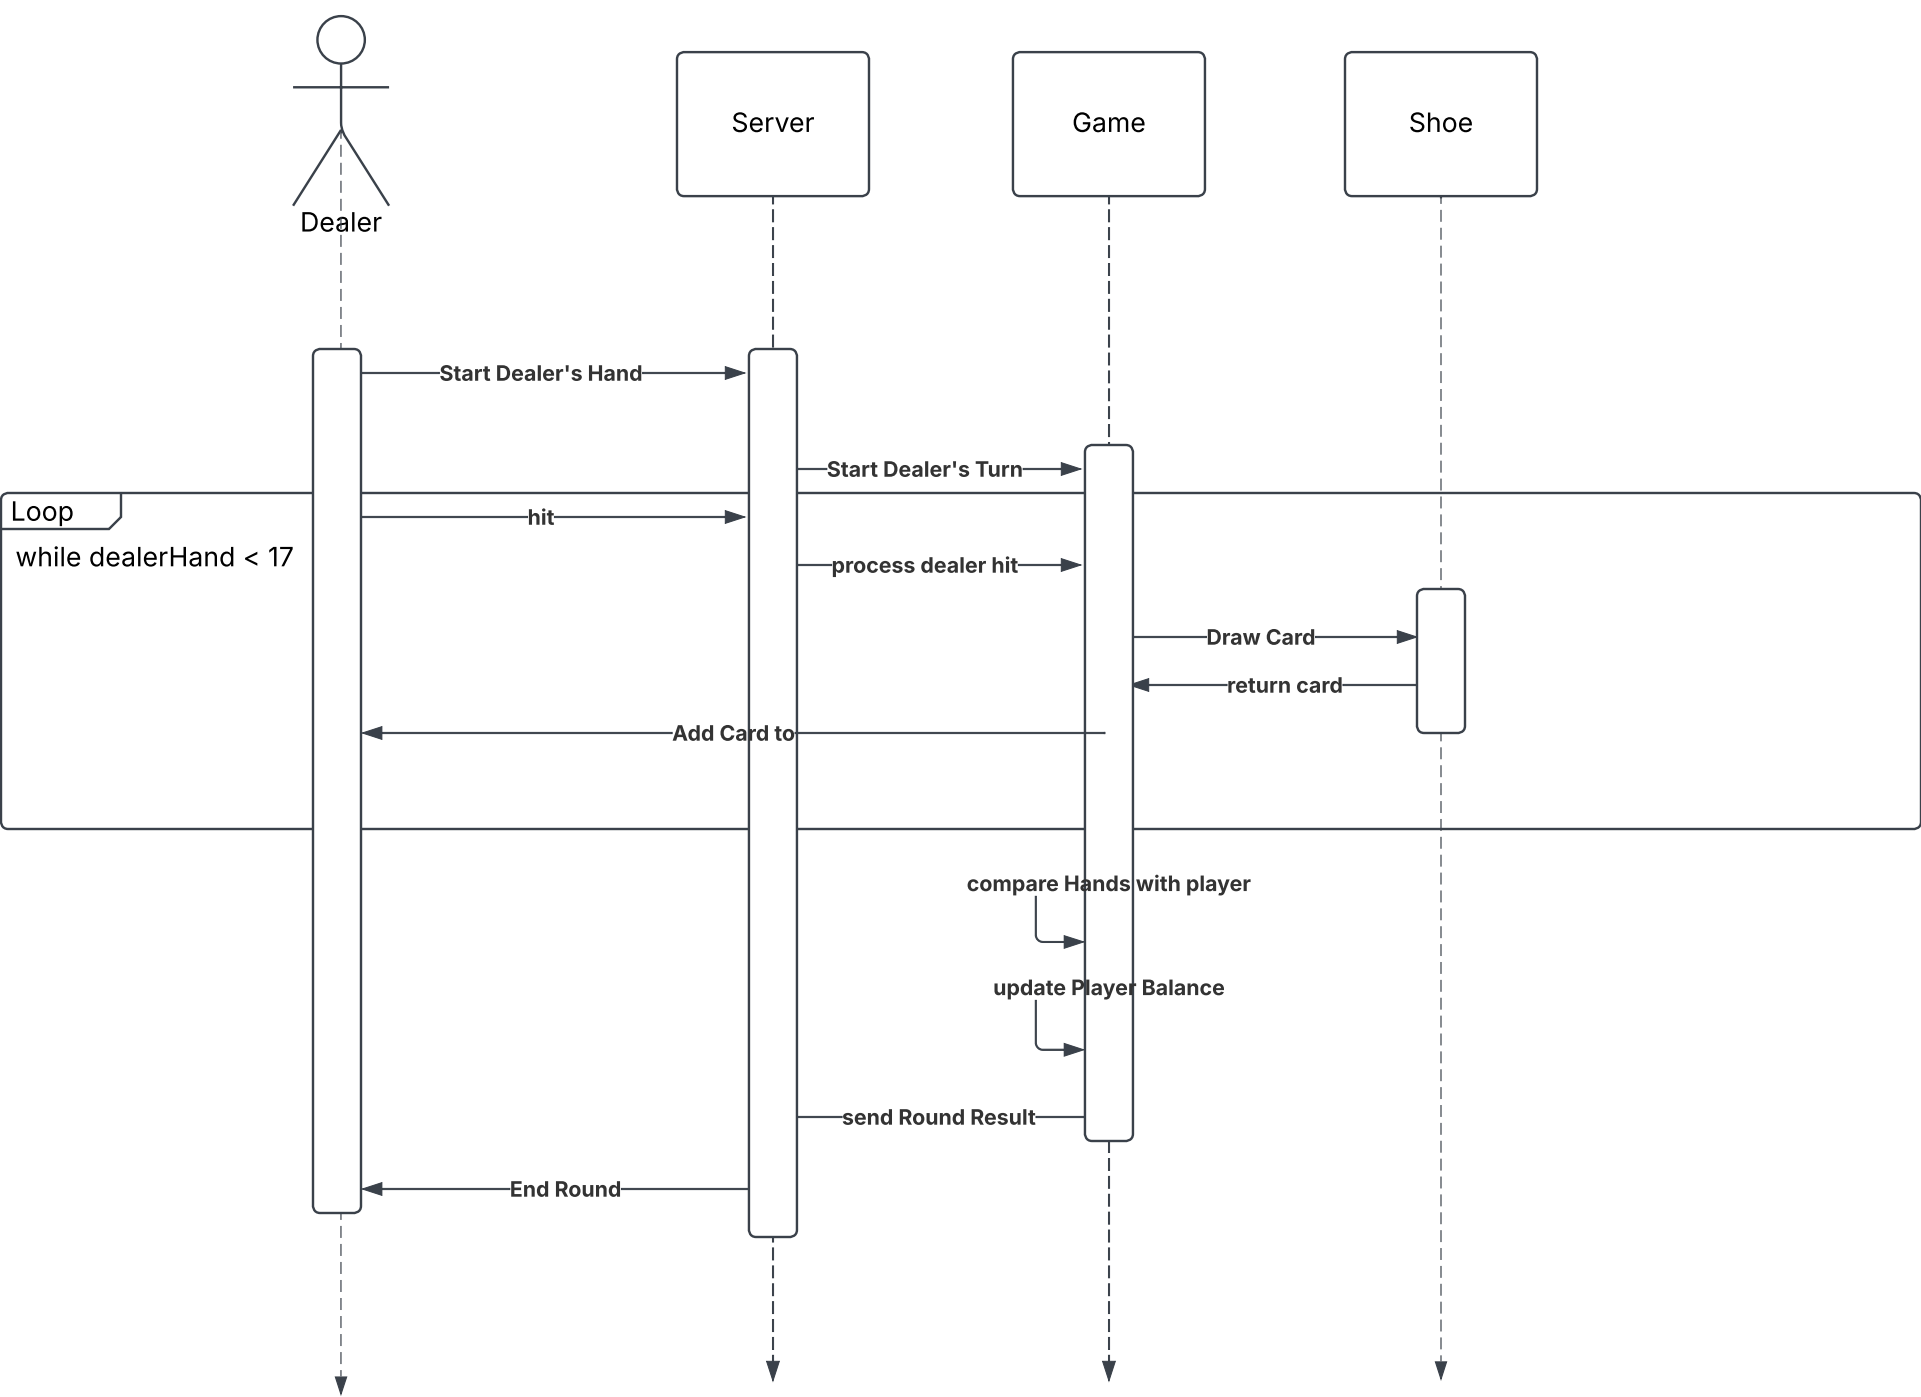 Dealer
Server
Game
Shoe
Start Dealer's Hand
Start Dealer's Turn
Loop
hit
while dealerHand < 17
process dealer hit
Draw Card
return card
Add Card to
compare Hands with player
update Player Balance
send Round Result
End Round